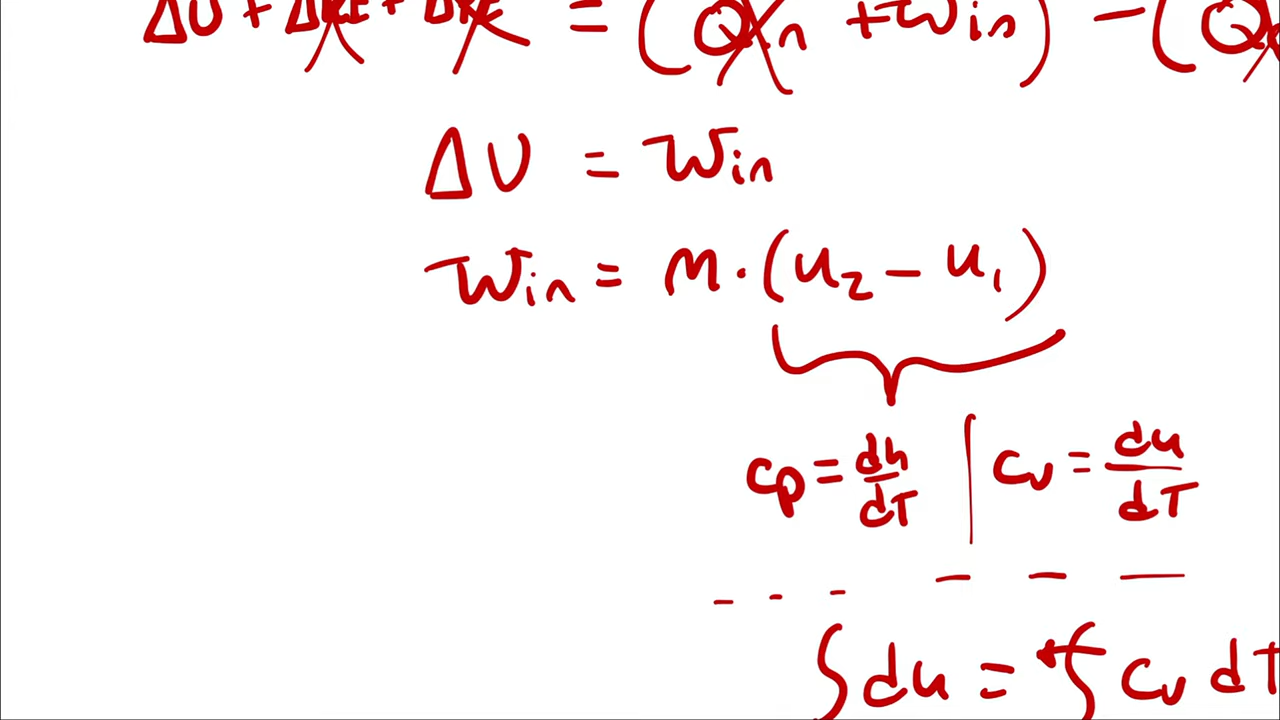 ΔU + ΔKE + ΔPE = (Qin + Win) − (Q
ΔU = Win
Win = m · (u₂ − u₁)
cp = dh/dT | cv = du/dT
∫ du = ∫ cv dT